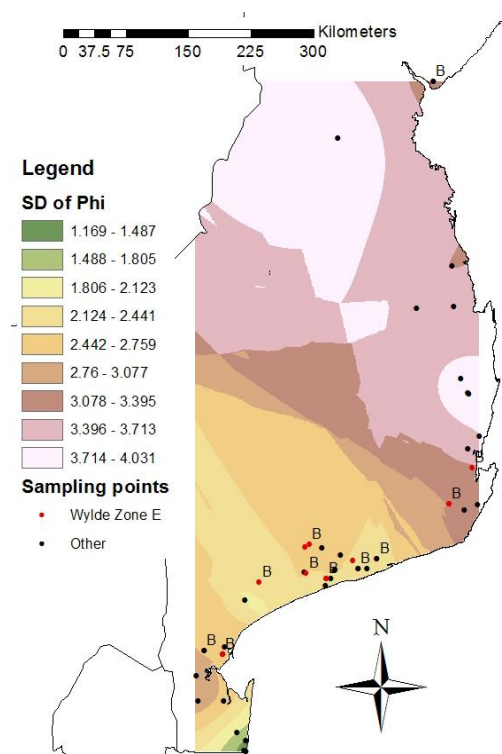 Kilometers
0 37.5 75 150 225 300
B
Legend
SD of Phi
1.169 - 1.487
1.488 - 1.805
1.806 - 2.123
2.124 - 2.441
2.442 - 2.759
2.76 - 3.077
3.078 - 3.395
3.396 - 3.713
3.714 - 4.031
Sampling points
Wylde Zone E
Other
B
B
B
B
B
B
B
B
N